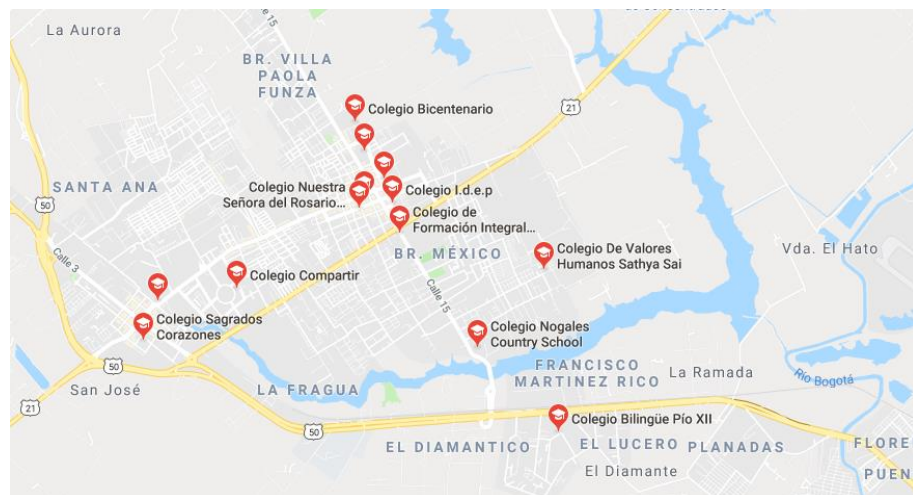 La Aurora
BR. VILLA
PAOLA
FUNZA
21
Colegio Bicentenario
SANTA ANA
Colegio Nuestra
Señora del Rosario...
Colegio I.d.e.p
50
Colegio de
Formación Integral...
BR. MÉXICO
Colegio De Valores
Humanos Sathya Sai
Vda. El Hato
Calle 3
Colegio Compartir
Calle 15
Colegio Sagrados
Corazones
Colegio Nogales
Country School
50
San José
LA FRAGUA
FRANCISCO
MARTINEZ RICO
La Ramada
Río Bogotá
21
50
Colegio Bilingüe Pío XII
EL DIAMANTICO
EL LUCERO
PLANADAS
FLORE
El Diamante
PUEN